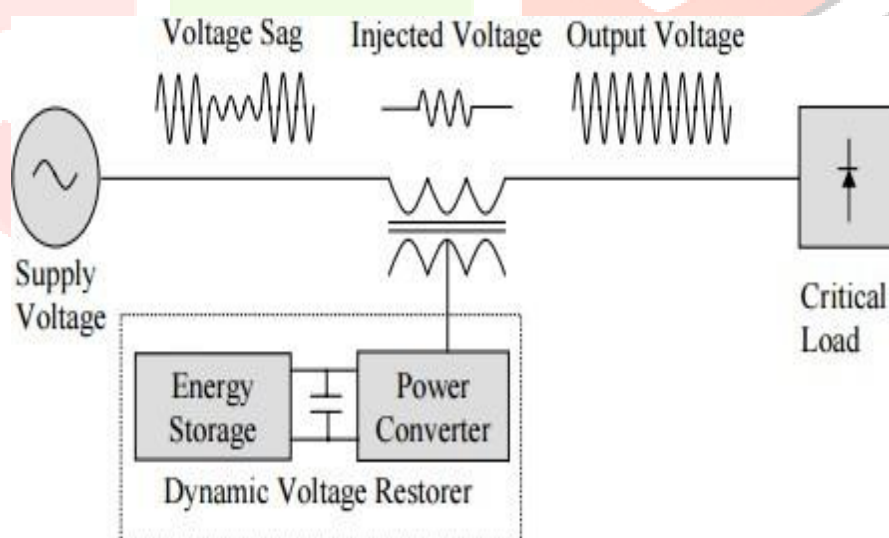 Voltage Sag
Injected Voltage
Output Voltage
Supply
Voltage
Critical
Load
Energy
Storage
Power
Converter
Dynamic Voltage Restorer